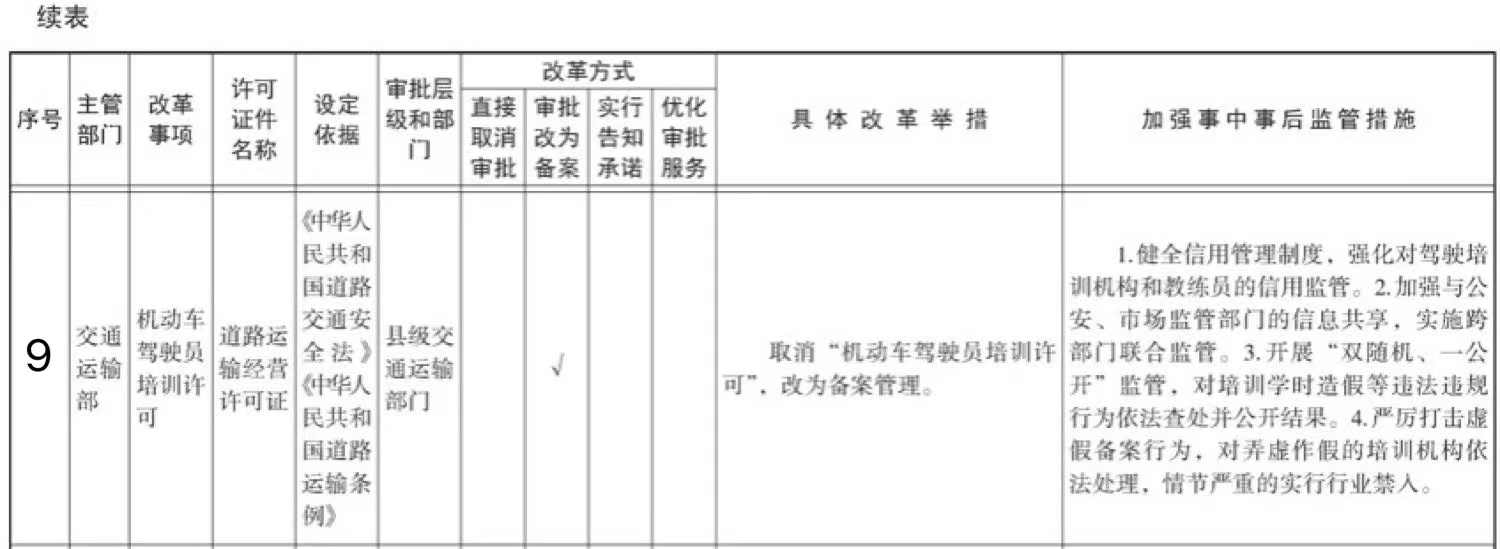 续表
序号
主管
部门
改革
事项
许可
证件
名称
设定
依据
审批层
级和部
门
改革方式
直接
取消
审批
审批
改为
备案
实行
告知
承诺
优化
审批
服务
具体改革举措
加强事中事后监管措施
9
交通
运输
部
机动车
驾驶员
培训许
可
道路运
输经营
许可证
《中华人
民共和
国道路
交通安
全法》
《中华人
民共和
国道路
运输条
例》
县级交
通运输
部门
√
取消“机动车驾驶员培训许
可”,改为备案管理。
1.健全信用管理制度，强化对驾驶培
训机构和教练员的信用监管。2.加强与公
安、市场监管部门的信息共享，实施跨
部门联合监管。3.开展“双随机、一公
开”监管，对培训学时造假等违法违规
行为依法查处并公开结果。4.严厉打击虚
假备案行为，对弄虚作假的培训机构依
法处理，情节严重的实行行业禁入。